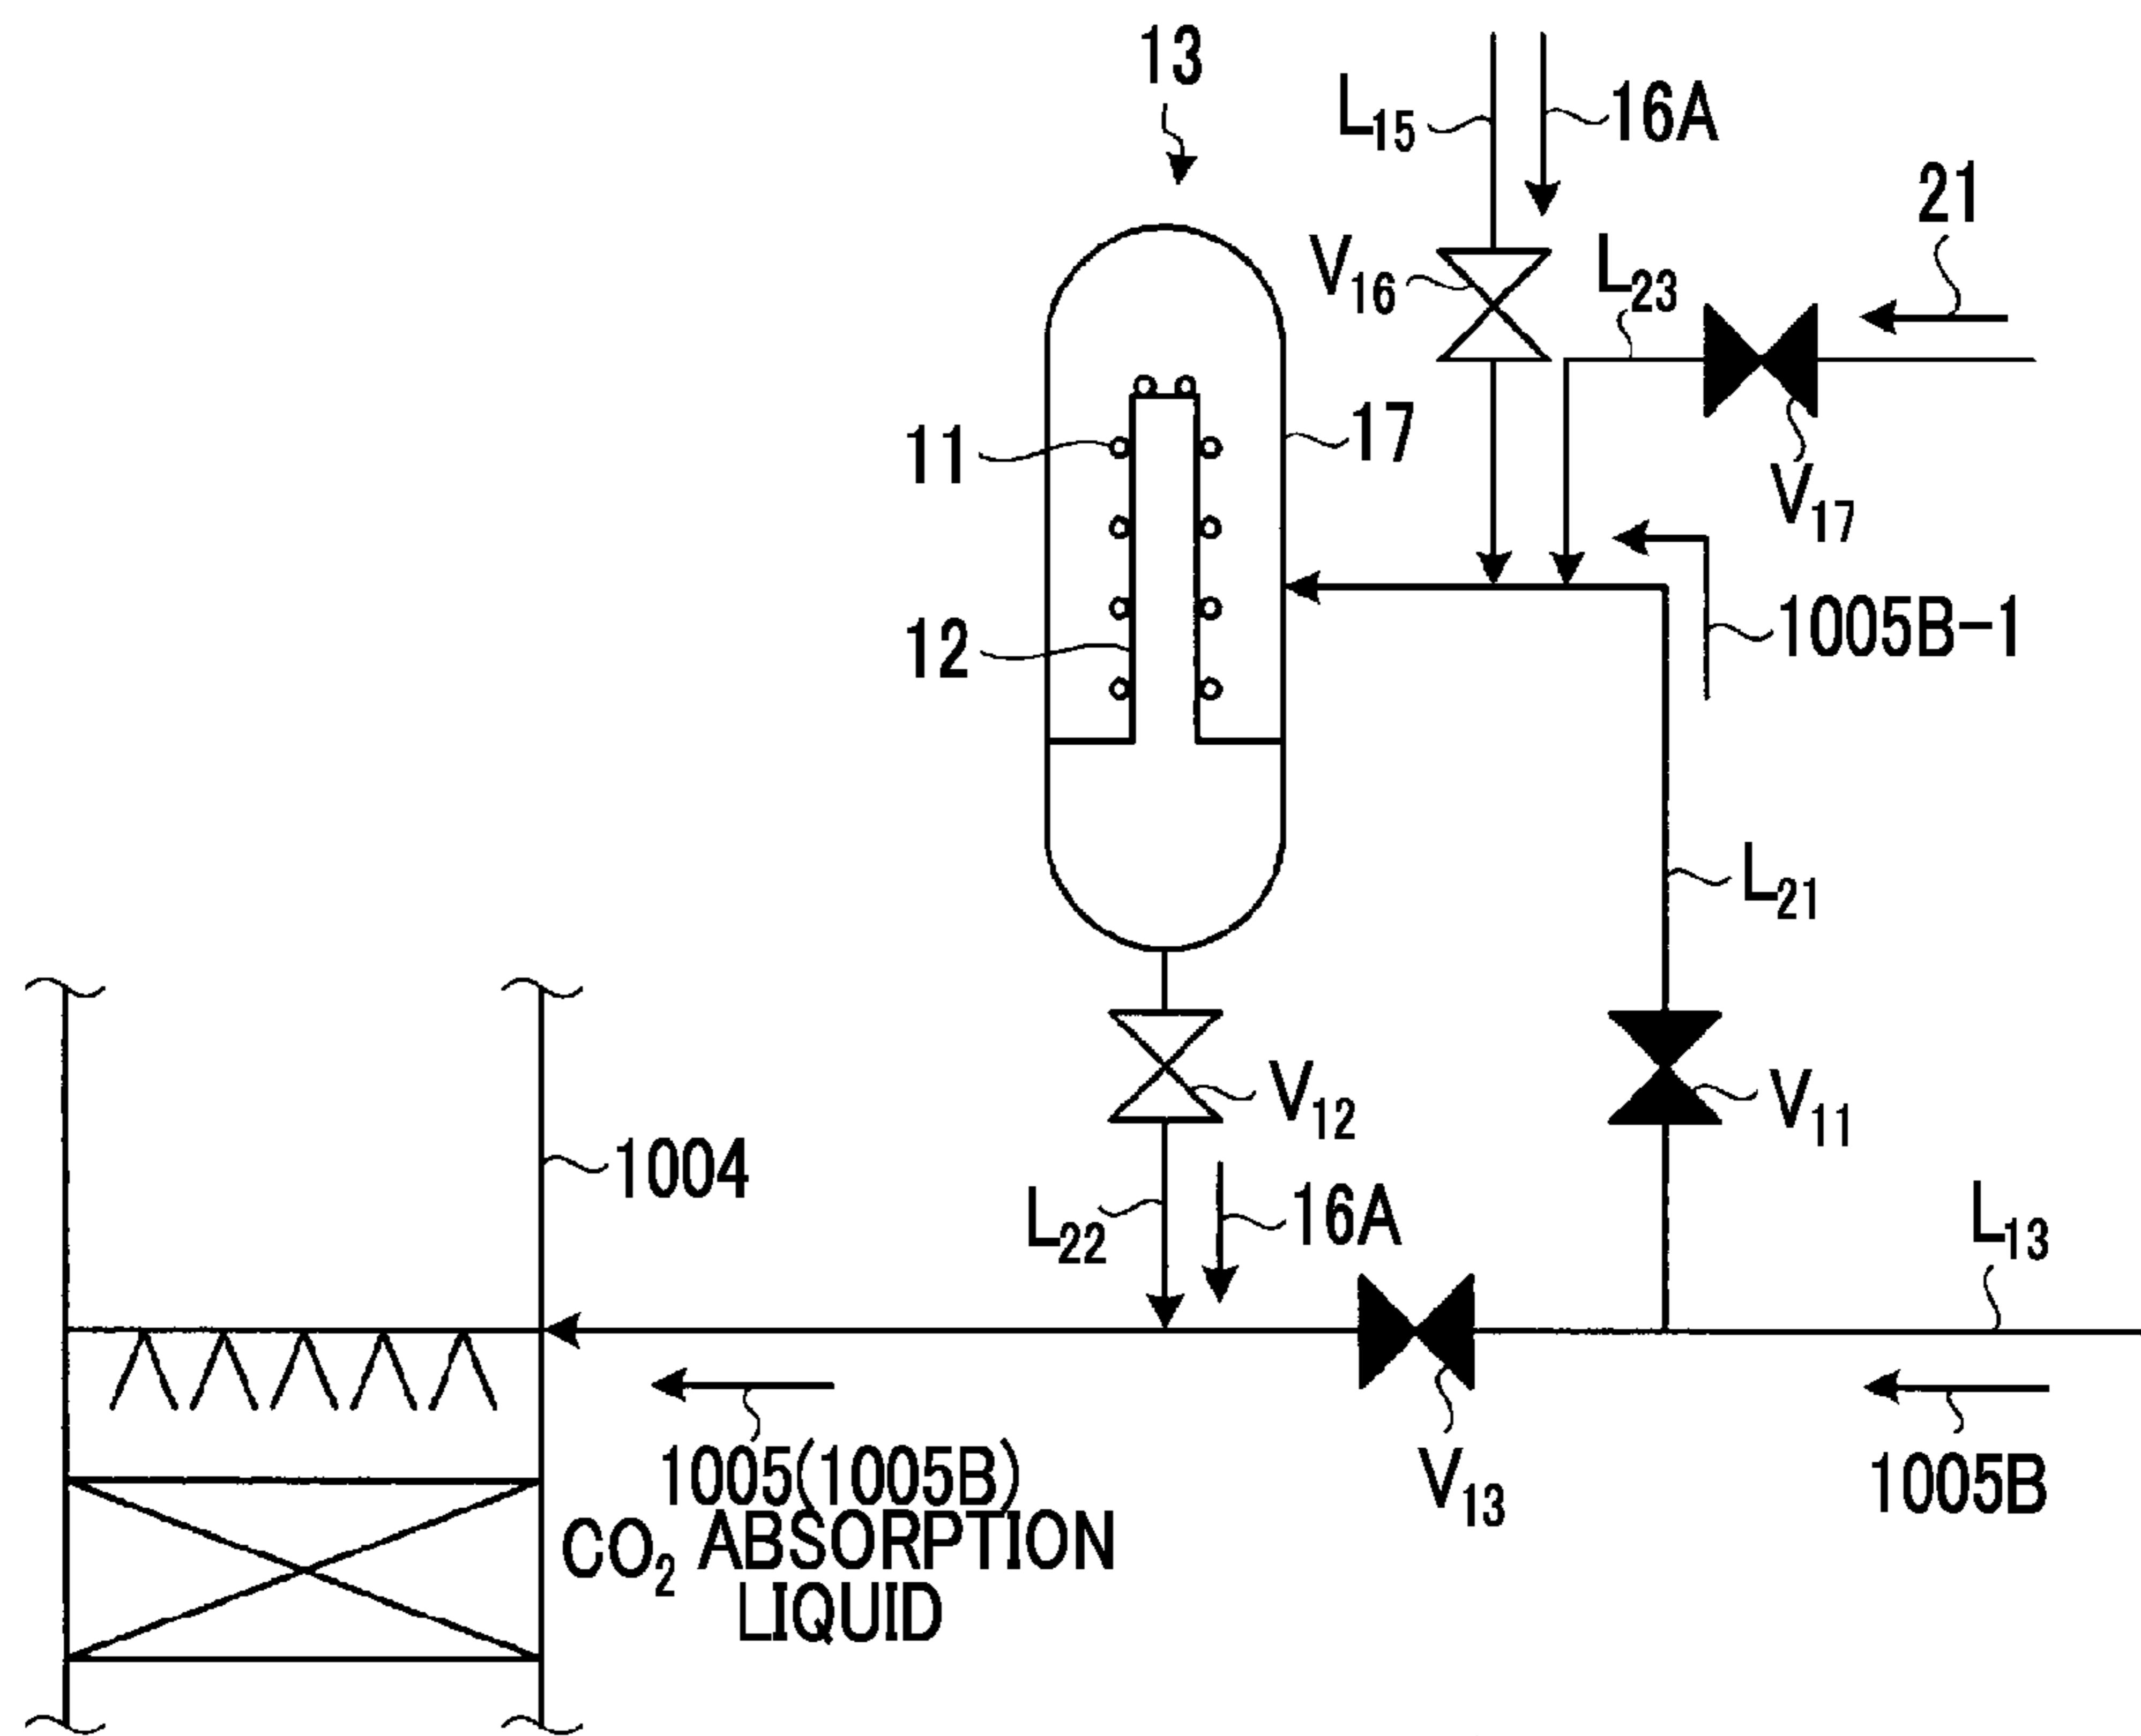 13
L15
16A
21
V16
L23
11
17
V17
12
1005B-1
L21
V12
V11
1004
L22
16A
L13
1005(1005B)
CO2 ABSORPTION
LIQUID
V13
1005B